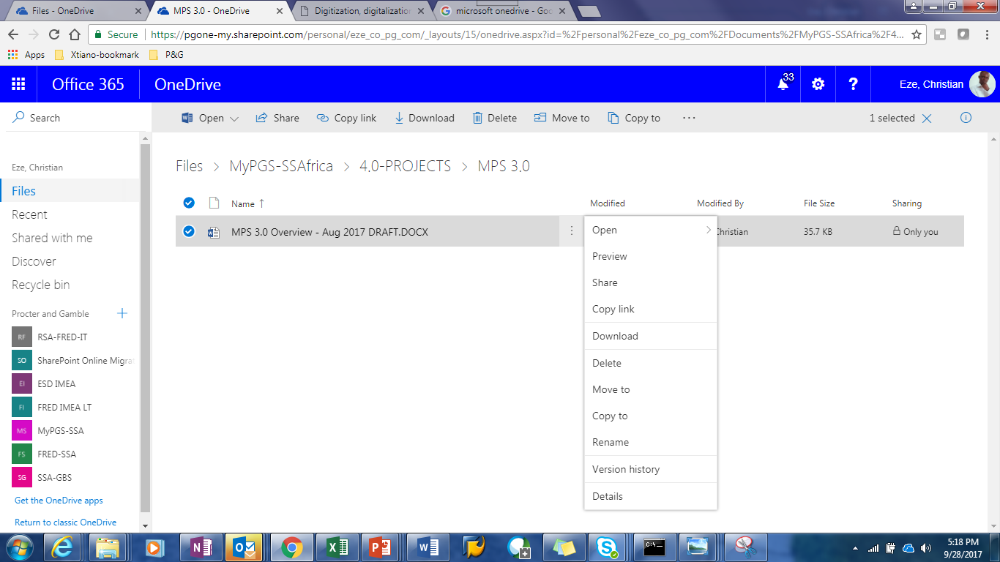 Files - OneDrive
MPS 3.0 - OneDrive
Digitization, digitalization
microsoft onedrive - Goo
Secure
https://pgone-my.sharepoint.com/personal/eze_co_pg_com/_layouts/15/onedrive.aspx?id=%2Fpersonal%2Feze_co_pg_com%2FDocuments%2FMyPGS-SSAfrica%2F4...
Apps
Xtiano-bookmark
P&G
Office 365
OneDrive
33
?
Eze, Christian
Search
Open
Share
Copy link
Download
Delete
Move to
Copy to
...
1 selected
Eze, Christian
Files
Recent
Shared with me
Discover
Recycle bin
Procter and Gamble
RF RSA-FRED-IT
SO SharePoint Online Migra
EI ESD IMEA
FI FRED IMEA LT
MS MyPGS-SSA
FS FRED-SSA
SG SSA-GBS
Get the OneDrive apps
Return to classic OneDrive
Files > MyPGS-SSAfrica > 4.0-PROJECTS > MPS 3.0
Name ↑
Modified
Modified By
File Size
Sharing
MPS 3.0 Overview - Aug 2017 DRAFT.DOCX
Christian
35.7 KB
Only you
Open
Preview
Share
Copy link
Download
Delete
Move to
Copy to
Rename
Version history
Details
5:18 PM
9/28/2017